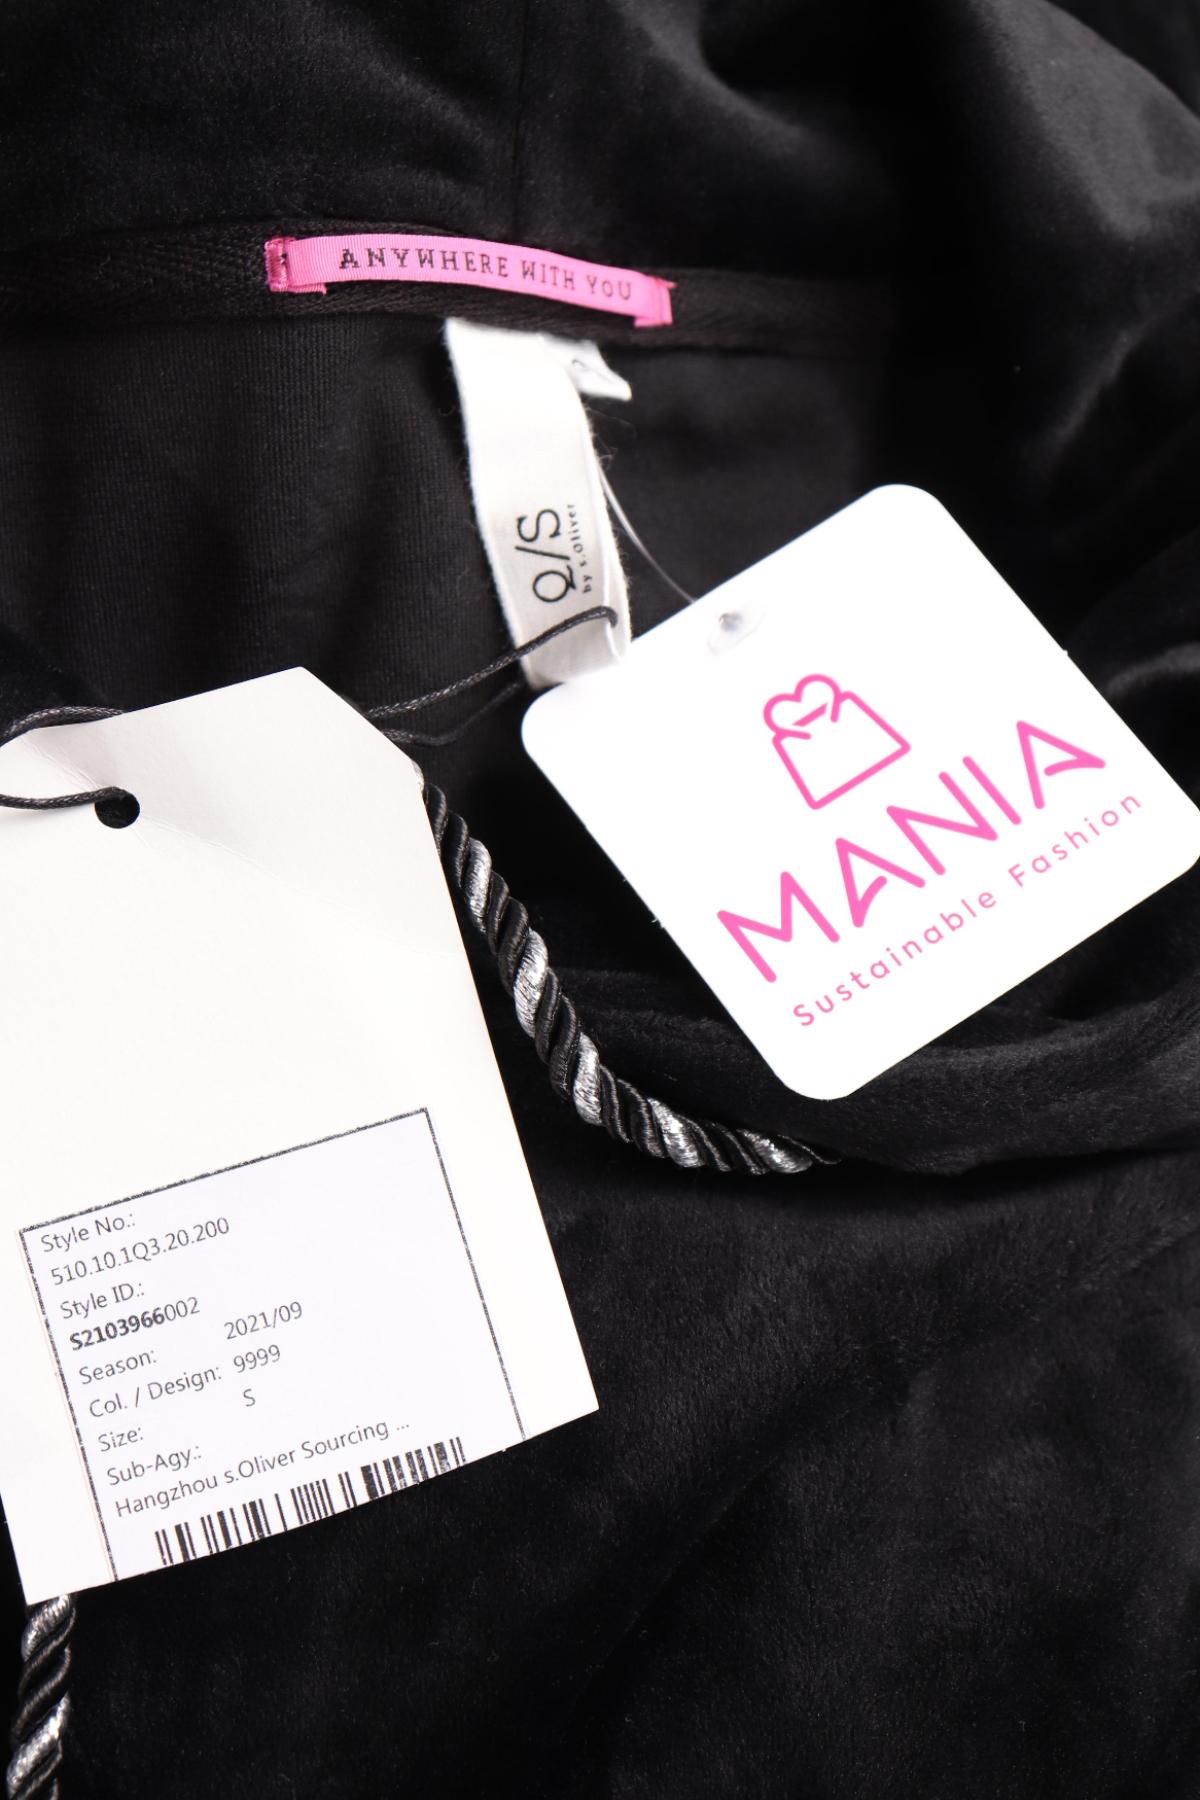 ANYWHERE WITH YOU
Q/S
by s.Oliver
MANIA
Sustainable Fashion
Style No.:
510.10.1Q3.20.200
Style ID.:
S2103966002
Season: 2021/09
Col. / Design: 9999
Size: S
Sub-Agy.:
Hangzhou s.Oliver Sourcing ...